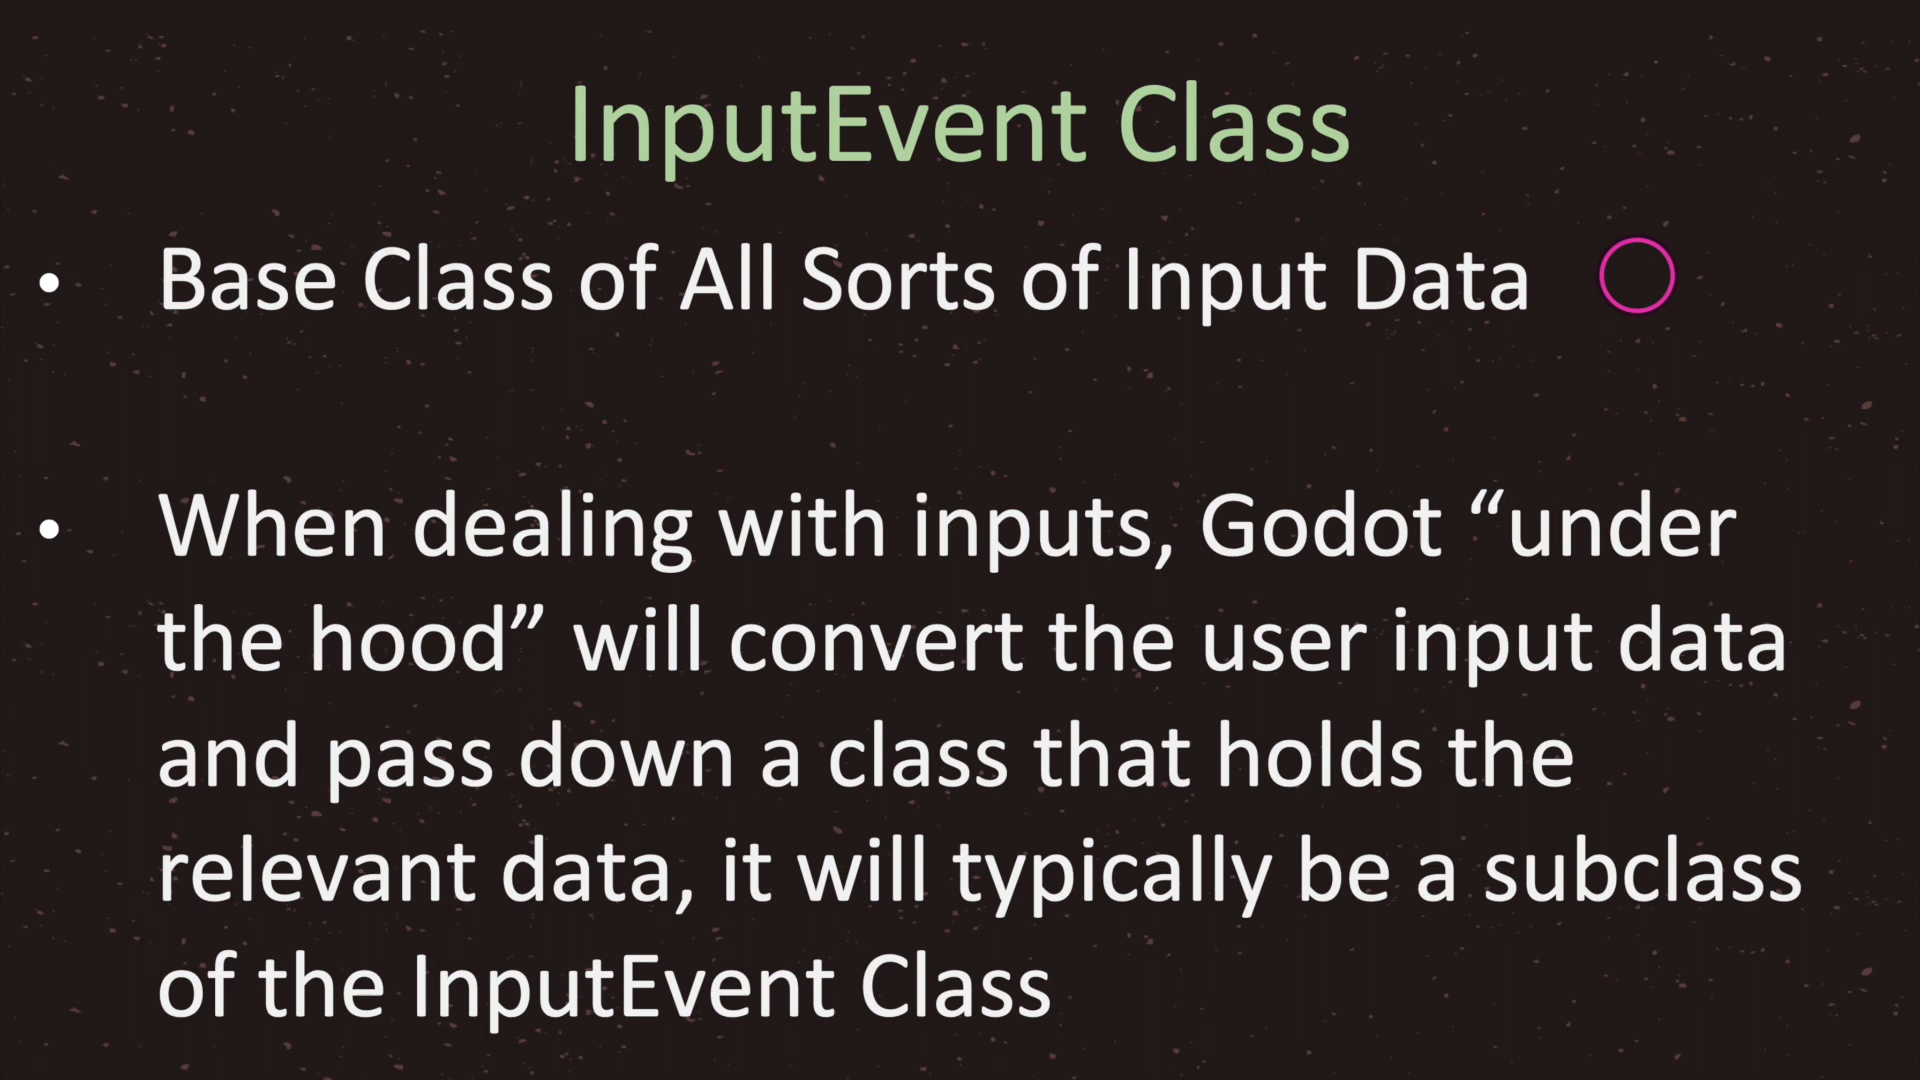 InputEvent Class
• Base Class of All Sorts of Input Data
• When dealing with inputs, Godot “under
the hood” will convert the user input data
and pass down a class that holds the
relevant data, it will typically be a subclass
of the InputEvent Class